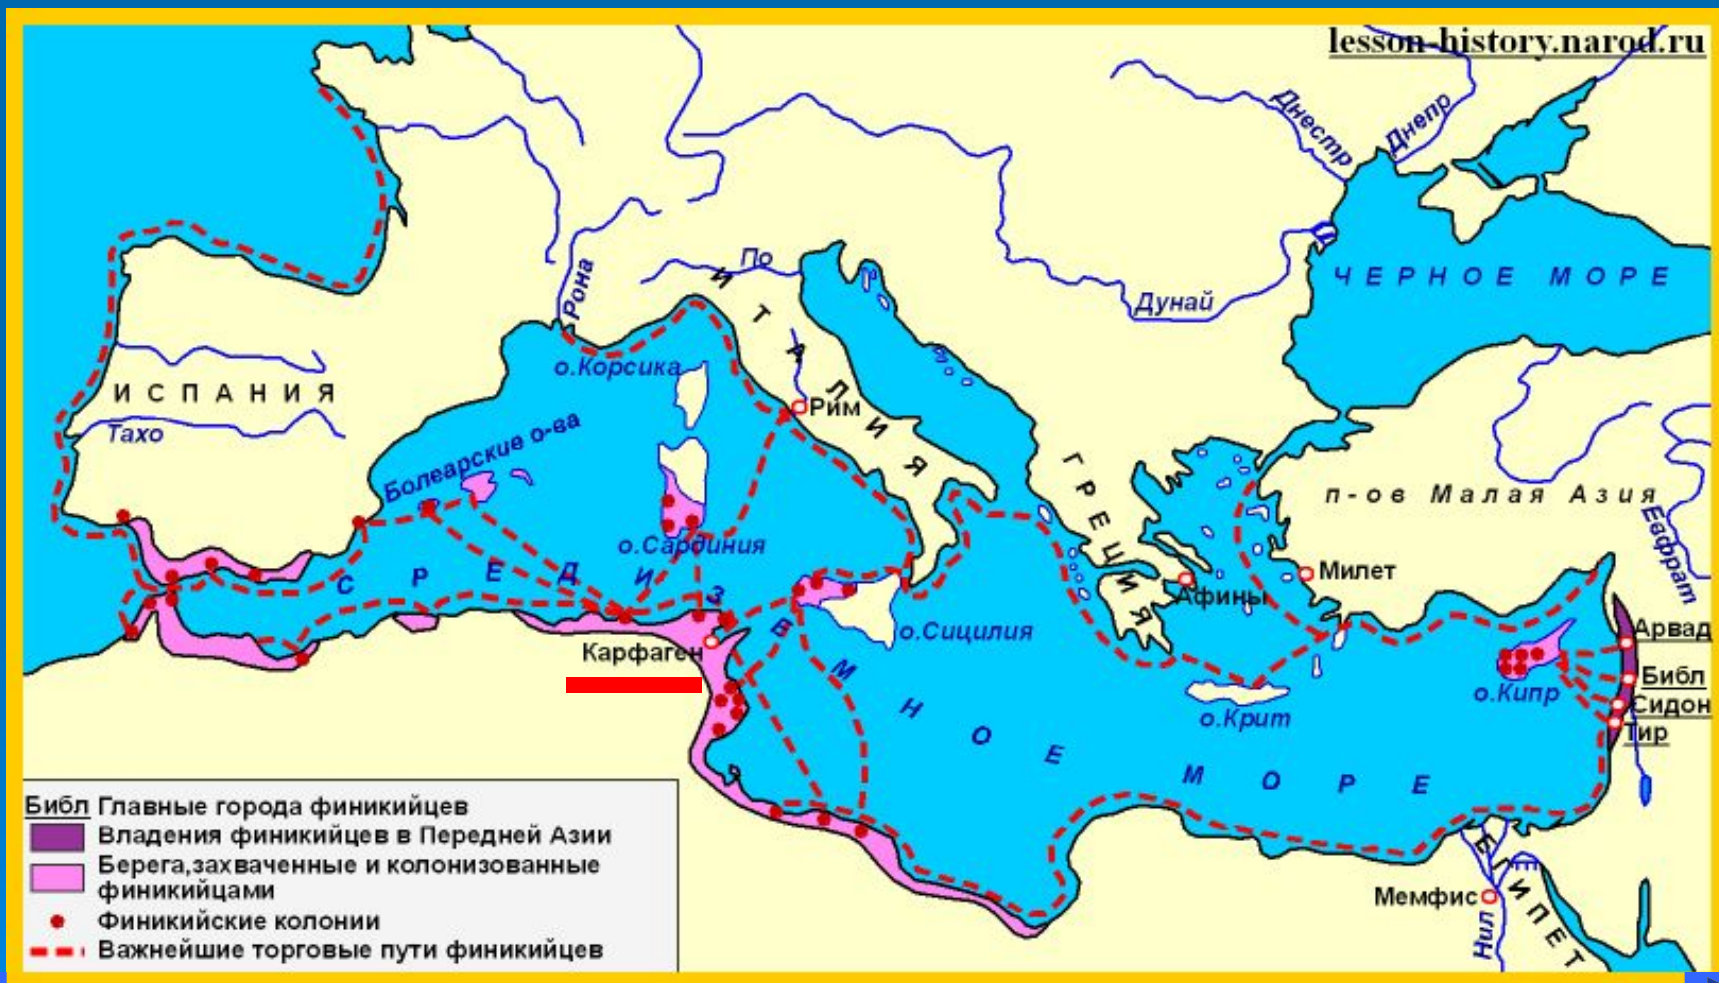 lesson-history.narod.ru
Днестр
Днепр
Рона
По
ИТАЛИЯ
Дунай
ЧЕРНОЕ МОРЕ
о.Корсика
ИСПАНИЯ
Тахо
Рим
Болеарские о-ва
ГРЕЦИЯ
п-ов Малая Азия
Евфрат
о.Сардиния
СРЕДИЗЕМНОЕ МОРЕ
Милет
Афины
о.Сицилия
Карфаген
Арвад
Библ
о.Кипр
Сидон
Тир
о.Крит
ЕГИПЕТ
Мемфис
Нил
Библ Главные города финикийцев
Владения финикийцев в Передней Азии
Берега,захваченные и колонизованные
финикийцами
Финикийские колонии
Важнейшие торговые пути финикийцев